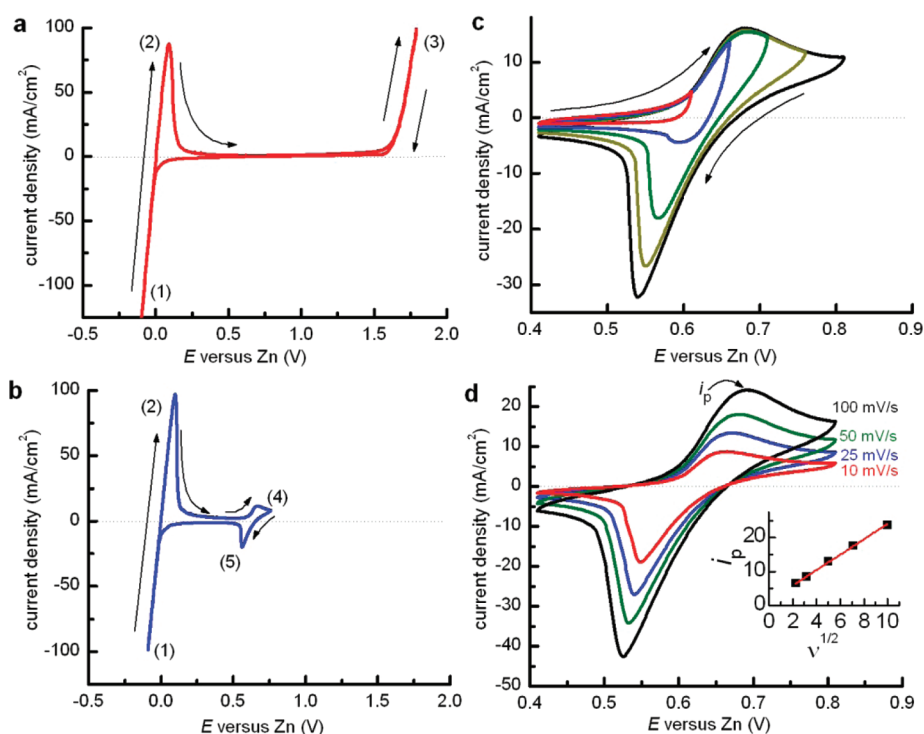 a
100
50
0
-50
-100
current density (mA/cm²)
(2)
(3)
(1)
-0.5 0.0 0.5 1.0 1.5 2.0
E versus Zn (V)
b
100
50
0
-50
-100
current density (mA/cm²)
(2)
(4)
(5)
(1)
-0.5 0.0 0.5 1.0 1.5 2.0
E versus Zn (V)
c
10
0
-10
-20
-30
current density (mA/cm²)
0.4 0.5 0.6 0.7 0.8 0.9
E versus Zn (V)
d
30
20
10
0
-10
-20
-30
-40
-50
current density (mA/cm²)
iₚ
100 mV/s
50 mV/s
25 mV/s
10 mV/s
20
10
0
iₚ
0 2 4 6 8 10
ν^1/2
0.4 0.5 0.6 0.7 0.8 0.9
E versus Zn (V)